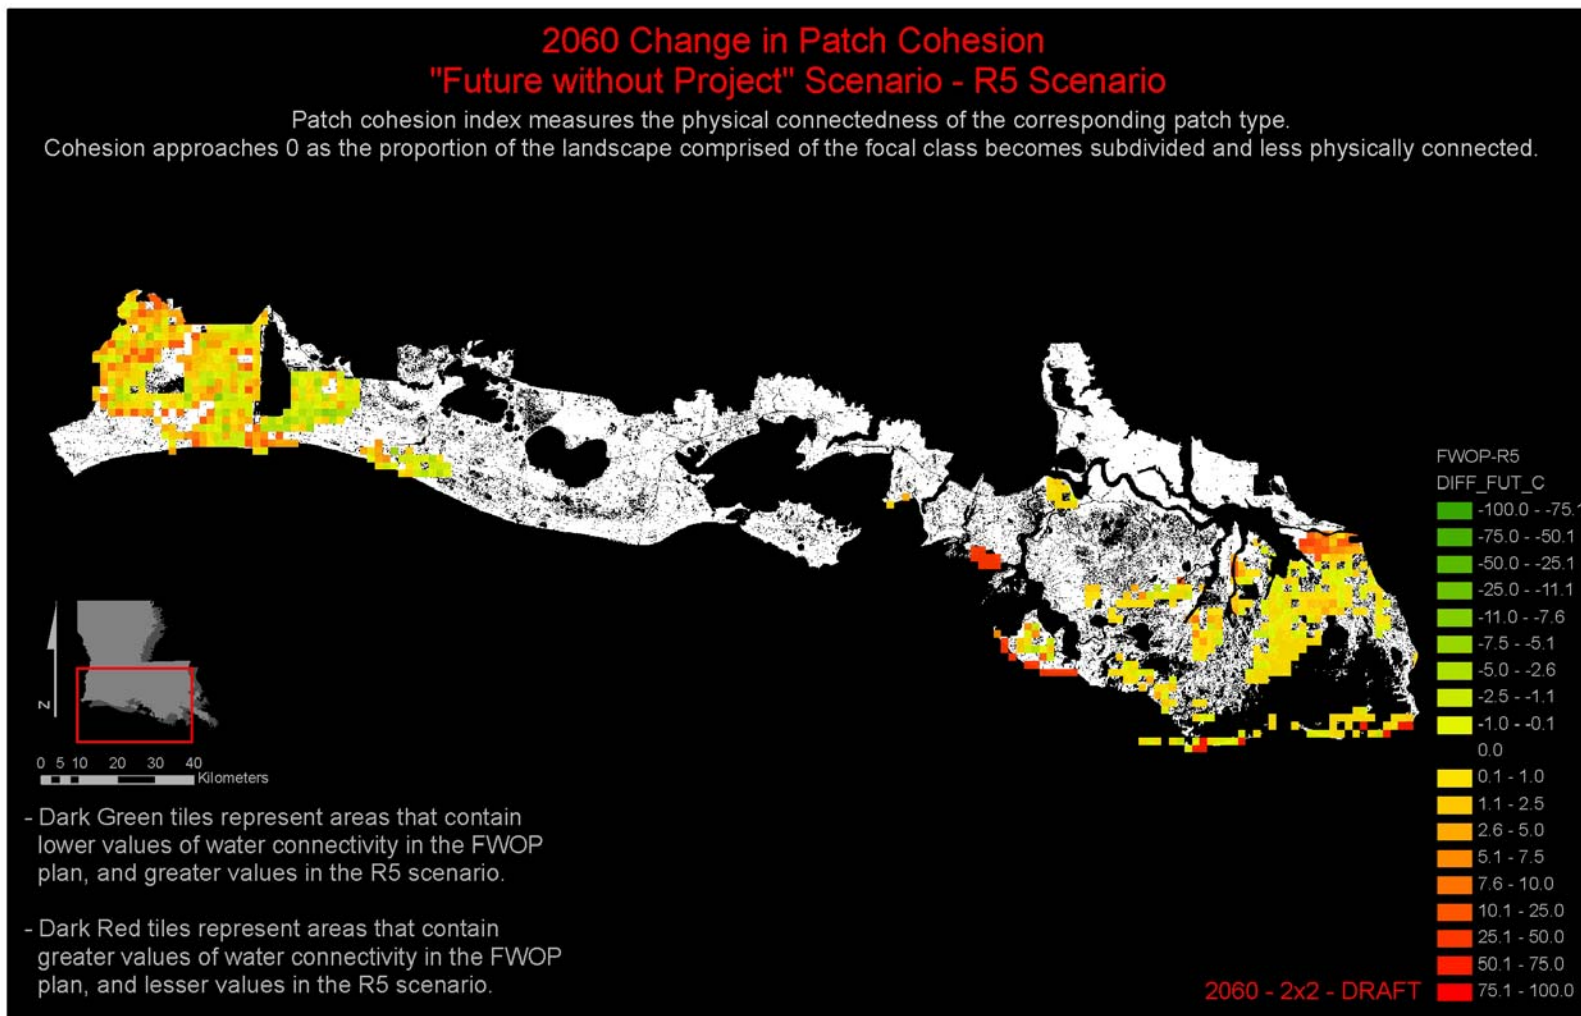 2060 Change in Patch Cohesion
"Future without Project" Scenario - R5 Scenario
Patch cohesion index measures the physical connectedness of the corresponding patch type.
Cohesion approaches 0 as the proportion of the landscape comprised of the focal class becomes subdivided and less physically connected.
FWOP-R5
DIFF_FUT_C
-100.0 - -75.1
-75.0 - -50.1
-50.0 - -25.1
-25.0 - -11.1
-11.0 - -7.6
-7.5 - -5.1
-5.0 - -2.6
-2.5 - -1.1
-1.0 - -0.1
0.0
0.1 - 1.0
1.1 - 2.5
2.6 - 5.0
5.1 - 7.5
7.6 - 10.0
10.1 - 25.0
25.1 - 50.0
50.1 - 75.0
75.1 - 100.0
N
0 5 10 20 30 40
Kilometers
- Dark Green tiles represent areas that contain
lower values of water connectivity in the FWOP
plan, and greater values in the R5 scenario.
- Dark Red tiles represent areas that contain
greater values of water connectivity in the FWOP
plan, and lesser values in the R5 scenario.
2060 - 2x2 - DRAFT